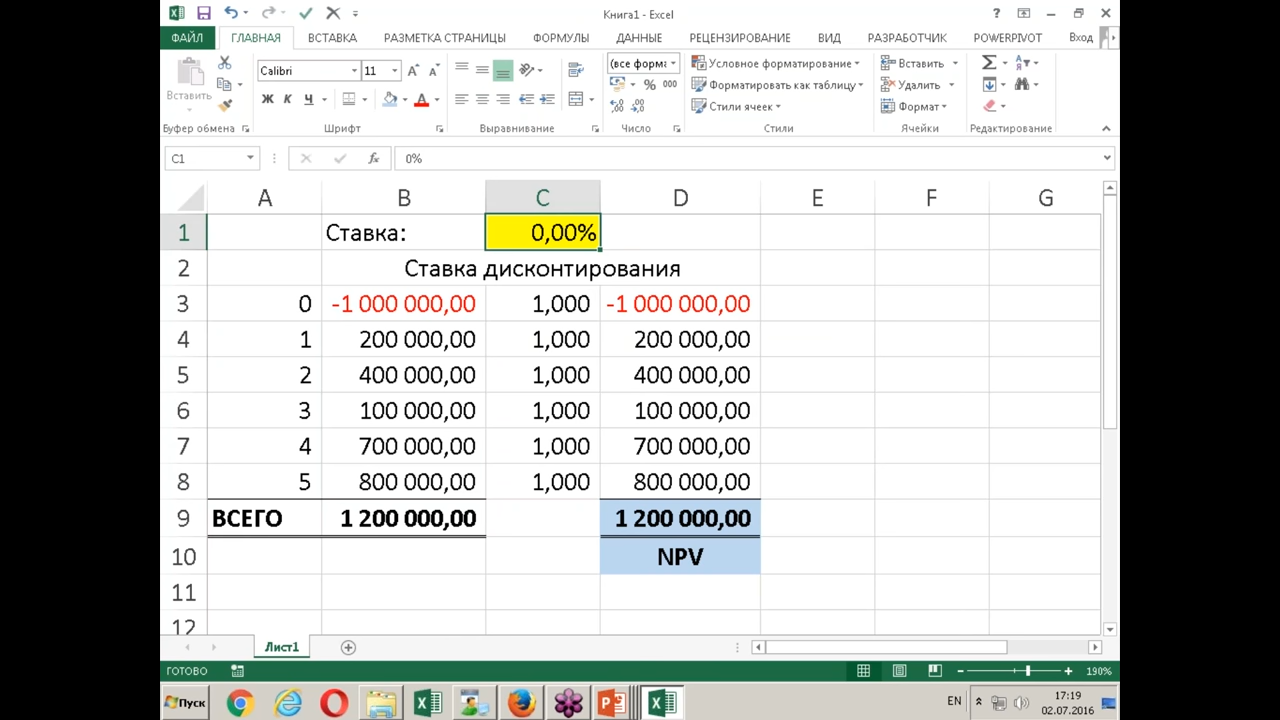 Книга1 - Excel
ФАЙЛ ГЛАВНАЯ ВСТАВКА РАЗМЕТКА СТРАНИЦЫ ФОРМУЛЫ ДАННЫЕ РЕЦЕНЗИРОВАНИЕ ВИД РАЗРАБОТЧИК POWERPIVOT Вход
Вставить
Calibri 11
(все форма
Условное форматирование
Форматировать как таблицу
Стили ячеек
Вставить
Удалить
Формат
Ж К Ч
% 000
Буфер обмена Шрифт Выравнивание Число Стили Ячейки Редактирование
C1 fx 0%
A B C D E F G
1 Ставка: 0,00%
2 Ставка дисконтирования
3 0 -1 000 000,00 1,000 -1 000 000,00
4 1 200 000,00 1,000 200 000,00
5 2 400 000,00 1,000 400 000,00
6 3 100 000,00 1,000 100 000,00
7 4 700 000,00 1,000 700 000,00
8 5 800 000,00 1,000 800 000,00
9 ВСЕГО 1 200 000,00 1 200 000,00
10 NPV
11
12
Лист1
ГОТОВО 190%
Пуск EN 17:19
02.07.2016